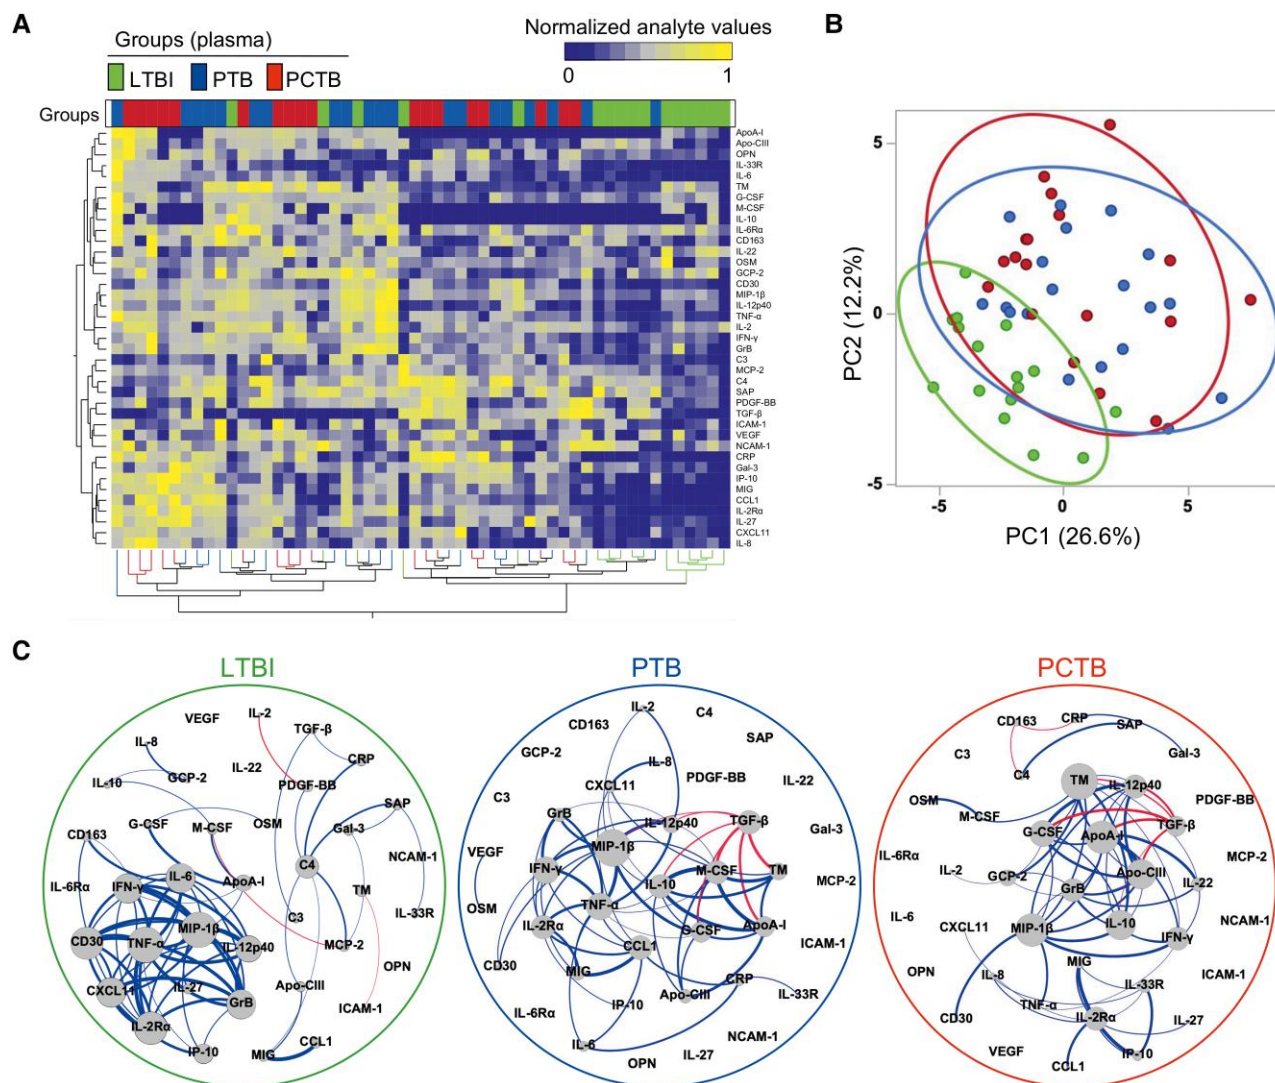 A
Groups (plasma)
LTBI PTB PCTB
Normalized analyte values
0 1
Groups
ApoA-I
Apo-CIII
OPN
IL-33R
IL-6
TM
G-CSF
M-CSF
IL-10
IL-6Rα
CD163
IL-22
OSM
GCP-2
CD30
MIP-1β
IL-12p40
TNF-α
IL-2
IFN-γ
GrB
C3
MCP-2
C4
SAP
PDGF-BB
TGF-β
ICAM-1
VEGF
NCAM-1
CRP
Gal-3
IP-10
MIG
CCL1
IL-2Rα
IL-27
CXCL11
IL-8
B
5
0
-5
PC2 (12.2%)
-5 0 5
PC1 (26.6%)
C
LTBI
VEGF
IL-2
TGF-β
IL-8
CRP
IL-10
GCP-2
IL-22
PDGF-BB
SAP
G-CSF
M-CSF
OSM
Gal-3
CD163
NCAM-1
IL-6Rα
IFN-γ
IL-6
ApoA-I
C4
TM
C3
IL-33R
CD30
TNF-α
MIP-1β
IL-12p40
MCP-2
OPN
CXCL11
IL-27
GrB
Apo-CIII
ICAM-1
IL-2Rα
IP-10
MIG
CCL1
PTB
IL-2
C4
CD163
SAP
GCP-2
IL-8
CXCL11
PDGF-BB
IL-22
C3
GrB
IL-12p40
TGF-β
Gal-3
VEGF
MIP-1β
IFN-γ
M-CSF
TM
MCP-2
IL-10
OSM
TNF-α
IL-2Rα
G-CSF
ApoA-I
CCL1
ICAM-1
CD30
MIG
CRP
IL-6Rα
IP-10
Apo-CIII
IL-33R
IL-6
NCAM-1
OPN
IL-27
PCTB
CD163
CRP
SAP
C3
Gal-3
C4
TM
IL-12p40
OSM
M-CSF
PDGF-BB
G-CSF
ApoA-I
TGF-β
IL-6Rα
MCP-2
IL-2
GCP-2
GrB
Apo-CIII
IL-22
IL-6
NCAM-1
CXCL11
MIP-1β
IL-10
IFN-γ
OPN
IL-8
MIG
ICAM-1
IL-33R
CD30
TNF-α
IL-2Rα
IL-27
VEGF
CCL1
IP-10